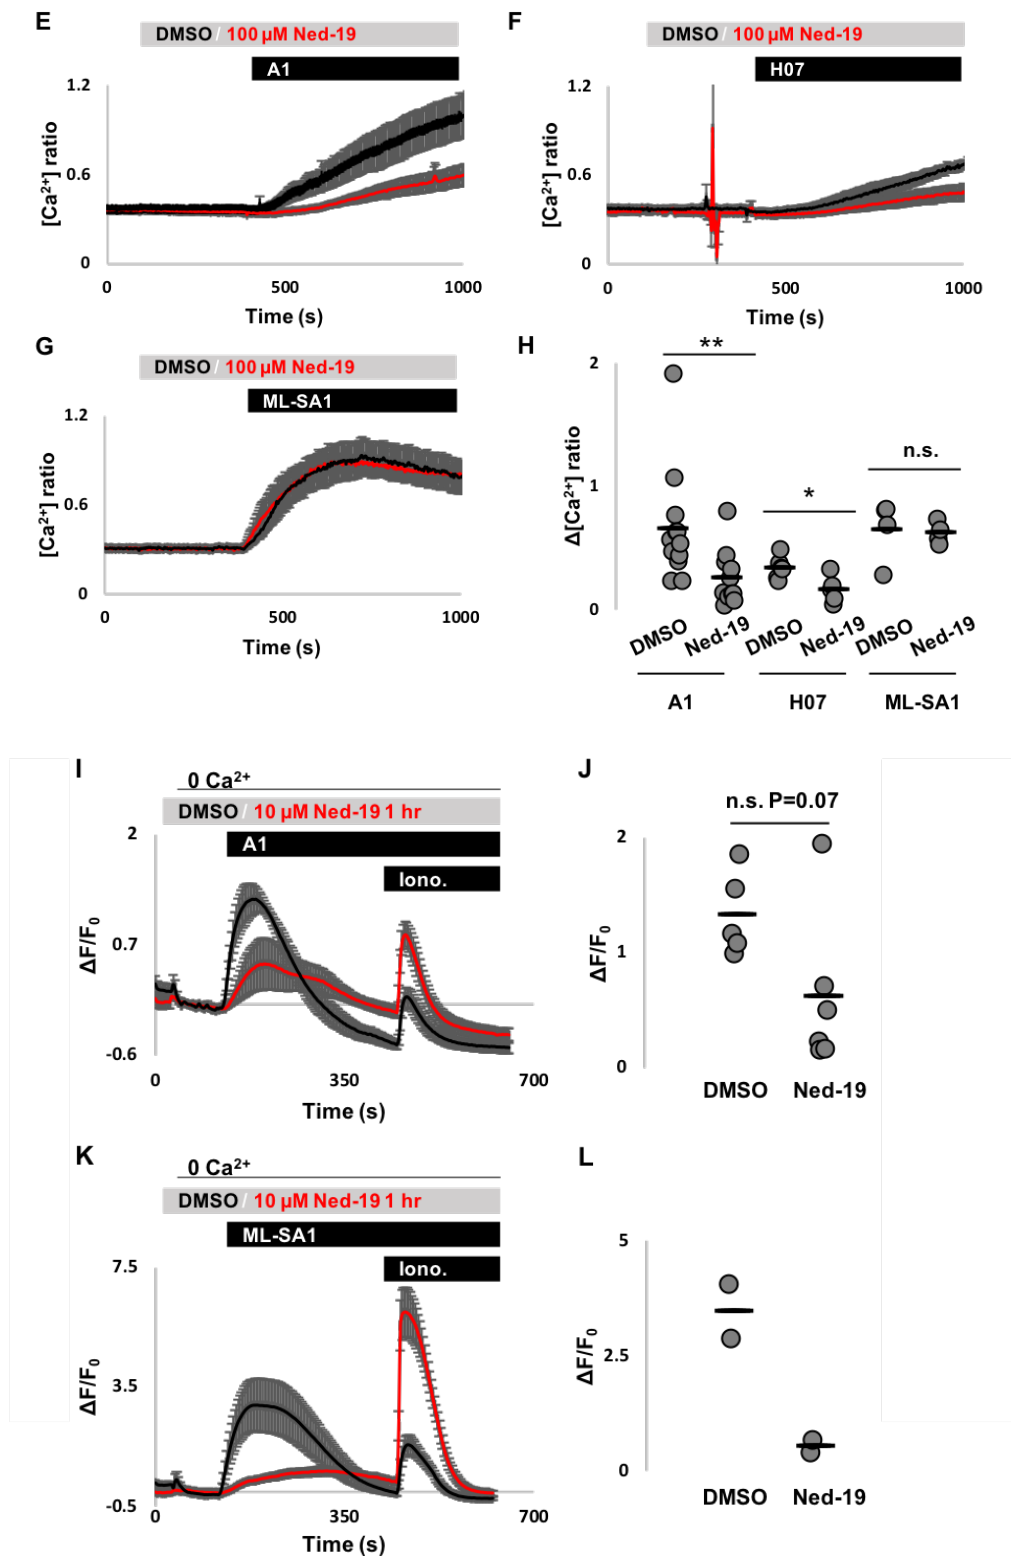 E
DMSO / 100 µM Ned-19
A1
1.2
0.6
0
[Ca²⁺] ratio
0 500 1000
Time (s)
F
DMSO / 100 µM Ned-19
H07
1.2
0.6
0
[Ca²⁺] ratio
0 500 1000
Time (s)
G
DMSO / 100 µM Ned-19
ML-SA1
1.2
0.6
0
[Ca²⁺] ratio
0 500 1000
Time (s)
H
2
1
0
Δ[Ca²⁺] ratio
**
*
n.s.
DMSO Ned-19 DMSO Ned-19 DMSO Ned-19
A1 H07 ML-SA1
I
0 Ca²⁺
DMSO / 10 µM Ned-19 1 hr
A1
Iono.
2
0.7
-0.6
ΔF/F₀
0 350 700
Time (s)
J
n.s. P=0.07
2
1
0
ΔF/F₀
DMSO Ned-19
K
0 Ca²⁺
DMSO / 10 µM Ned-19 1 hr
ML-SA1
Iono.
7.5
3.5
-0.5
ΔF/F₀
0 350 700
Time (s)
L
5
2.5
0
ΔF/F₀
DMSO Ned-19